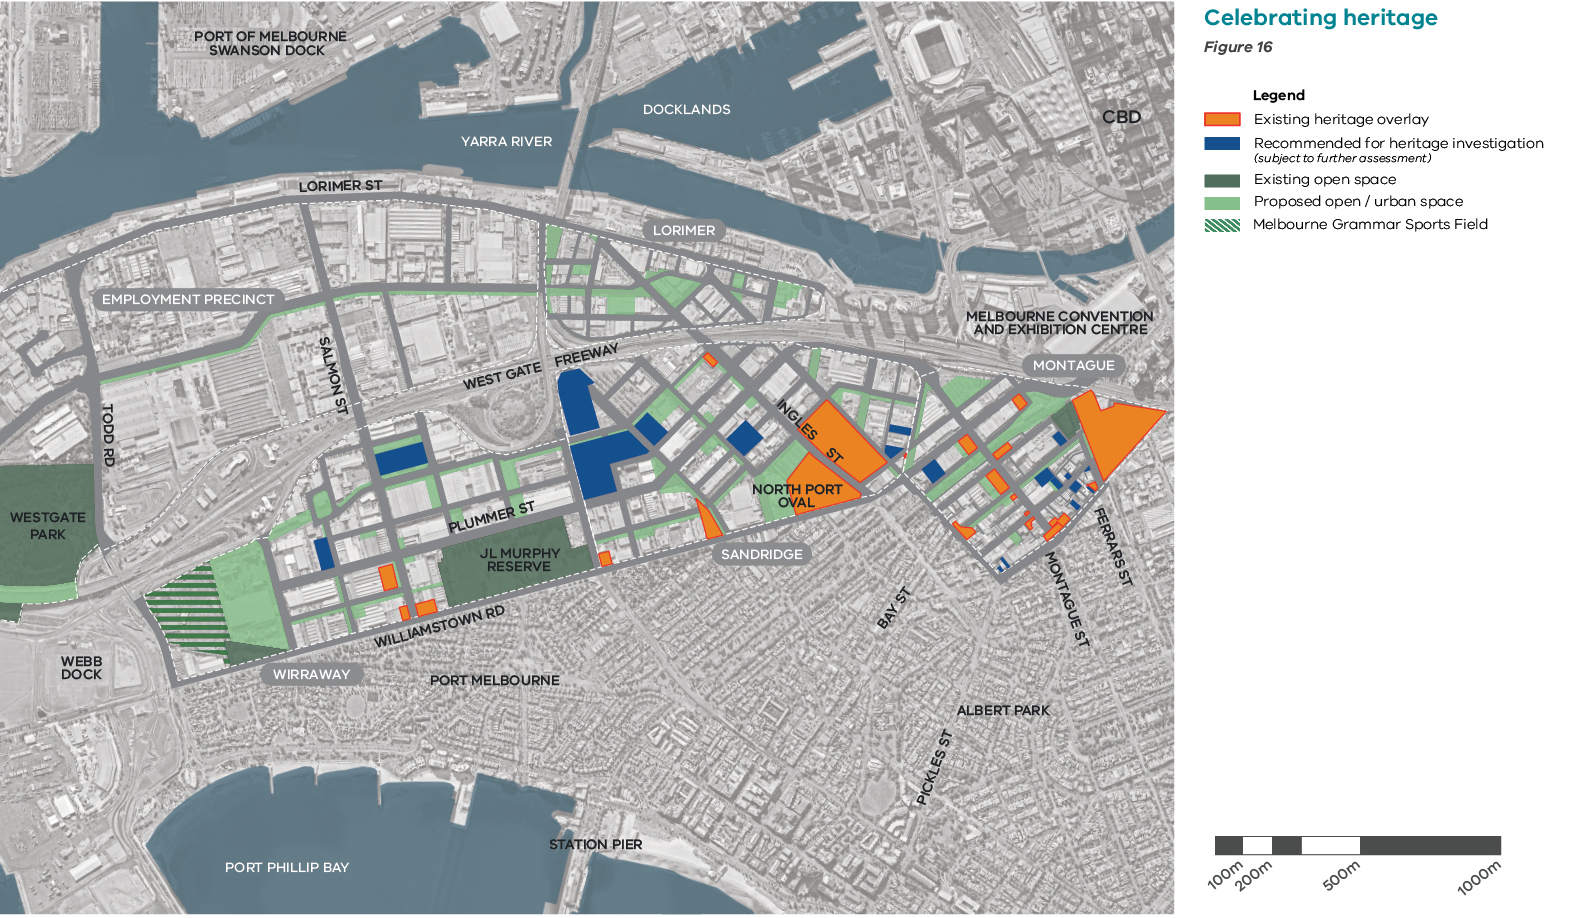 Celebrating heritage
Figure 16
Legend
Existing heritage overlay
Recommended for heritage investigation
(subject to further assessment)
Existing open space
Proposed open / urban space
Melbourne Grammar Sports Field
PORT OF MELBOURNE
SWANSON DOCK
DOCKLANDS
CBD
YARRA RIVER
LORIMER ST
LORIMER
EMPLOYMENT PRECINCT
MELBOURNE CONVENTION
AND EXHIBITION CENTRE
SALMON ST
WEST GATE FREEWAY
MONTAGUE
TODD RD
INGLES ST
NORTH PORT
OVAL
WESTGATE
PARK
PLUMMER ST
FERRARS ST
JL MURPHY
RESERVE
SANDRIDGE
MONTAGUE ST
BAY ST
WILLIAMSTOWN RD
WEBB
DOCK
WIRRAWAY
PORT MELBOURNE
ALBERT PARK
PICKLES ST
STATION PIER
PORT PHILLIP BAY
100m
200m
500m
1000m